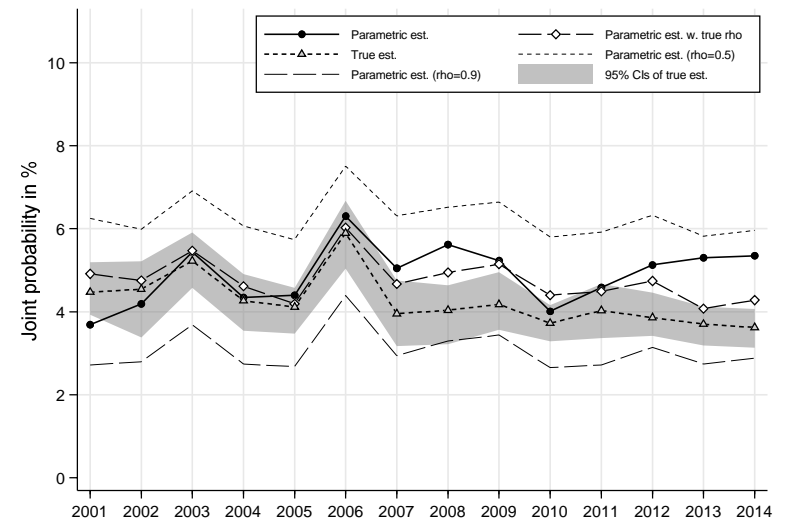 Parametric est.
Parametric est. w. true rho
True est.
Parametric est. (rho=0.5)
Parametric est. (rho=0.9)
95% CIs of true est.
Joint probability in %
10
8
6
4
2
0
2001 2002 2003 2004 2005 2006 2007 2008 2009 2010 2011 2012 2013 2014